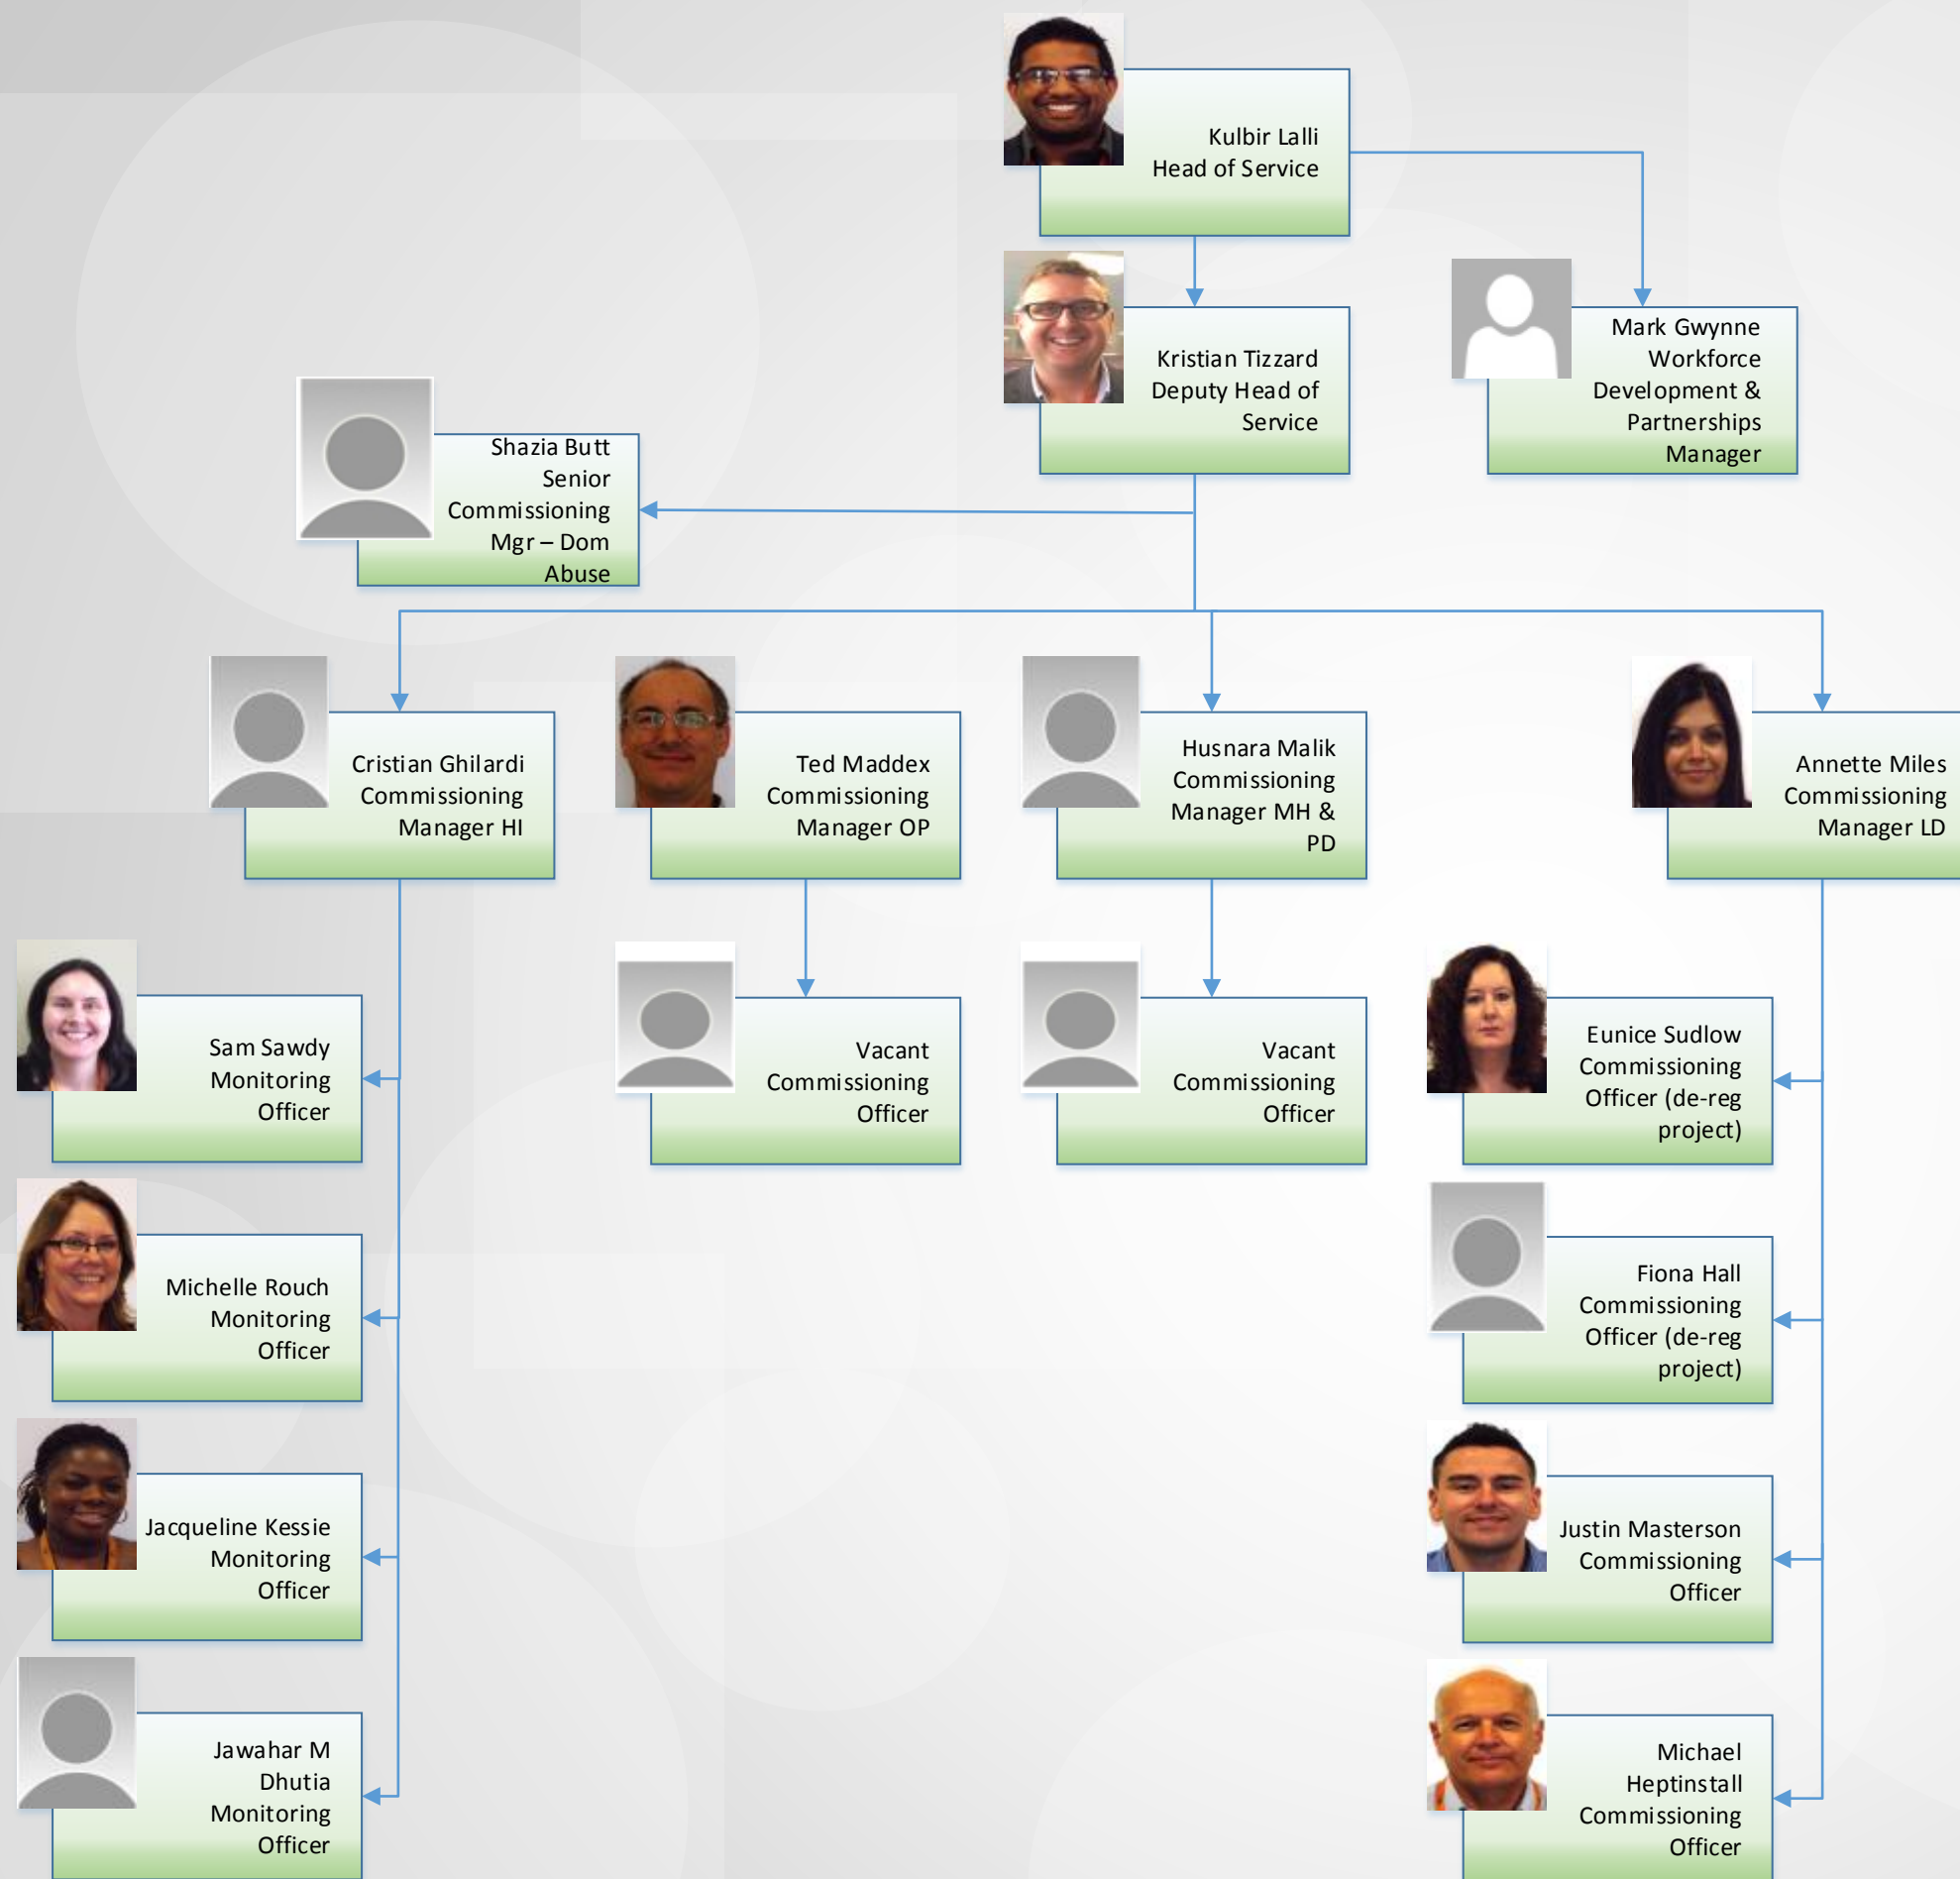 Kulbir Lalli
Head of Service
Kristian Tizzard
Deputy Head of
Service
Mark Gwynne
Workforce
Development &
Partnerships
Manager
Shazia Butt
Senior
Commissioning
Mgr – Dom
Abuse
Cristian Ghilardi
Commissioning
Manager HI
Ted Maddex
Commissioning
Manager OP
Husnara Malik
Commissioning
Manager MH &
PD
Annette Miles
Commissioning
Manager LD
Sam Sawdy
Monitoring
Officer
Vacant
Commissioning
Officer
Vacant
Commissioning
Officer
Eunice Sudlow
Commissioning
Officer (de-reg
project)
Michelle Rouch
Monitoring
Officer
Fiona Hall
Commissioning
Officer (de-reg
project)
Jacqueline Kessie
Monitoring
Officer
Justin Masterson
Commissioning
Officer
Jawahar M
Dhutia
Monitoring
Officer
Michael
Heptinstall
Commissioning
Officer